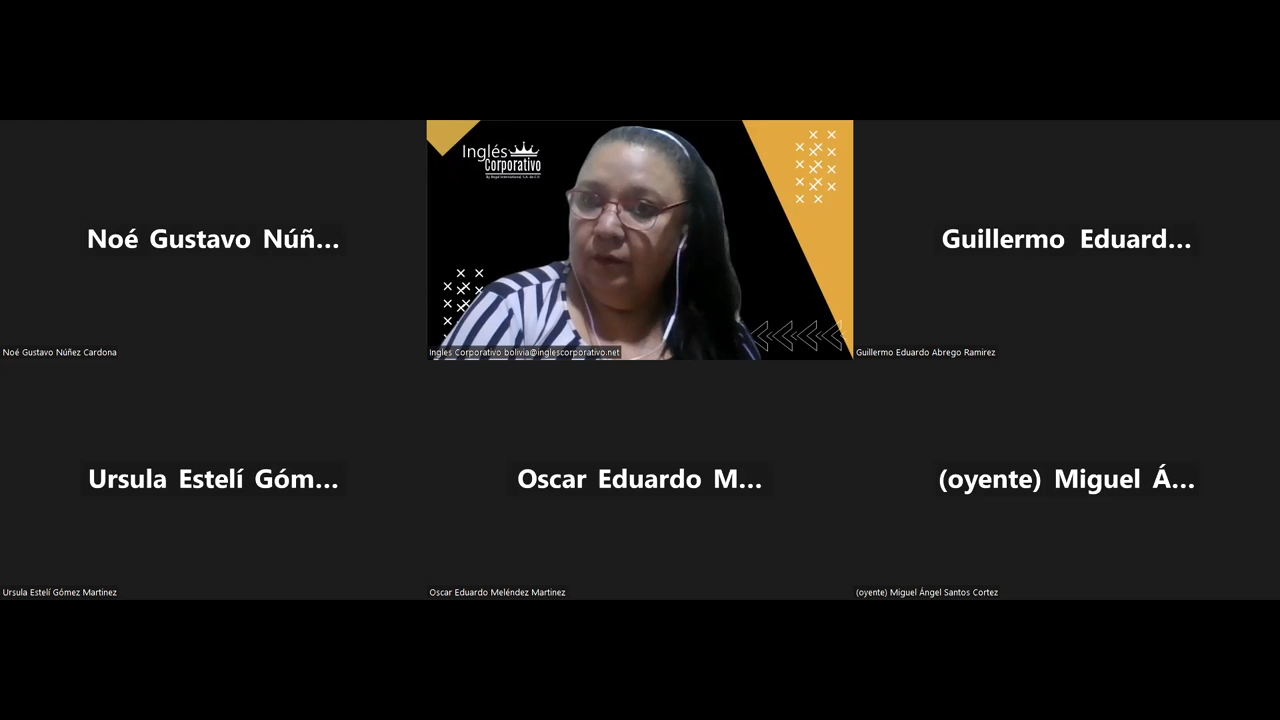 Noé Gustavo Núñ...
Noé Gustavo Núñez Cardona
Inglés
Corporativo
Ingles Corporativo bolivia@inglescorporativo.net
Guillermo Eduard...
Guillermo Eduardo Abrego Ramirez
Ursula Estelí Góm...
Ursula Estelí Gómez Martinez
Oscar Eduardo M...
Oscar Eduardo Meléndez Martinez
(oyente) Miguel Á...
(oyente) Miguel Ángel Santos Cortez